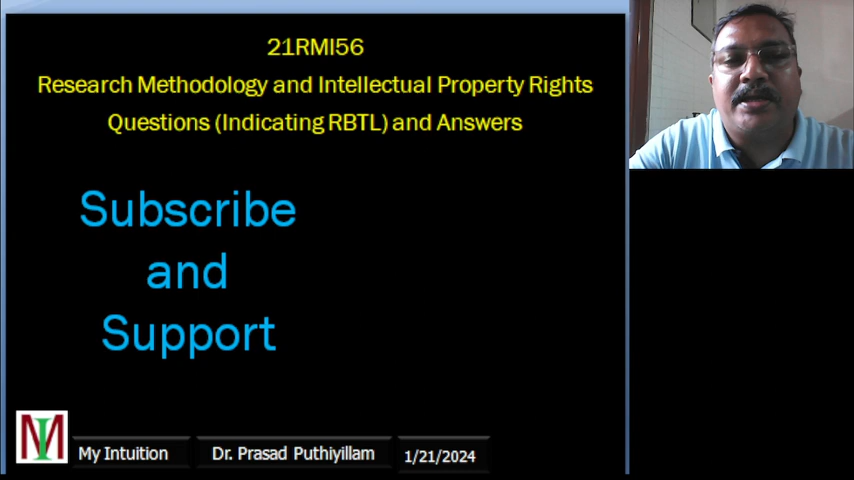 21RMI56
Research Methodology and Intellectual Property Rights
Questions (Indicating RBTL) and Answers
Subscribe
and
Support
MI
My Intuition
Dr. Prasad Puthiyillam
1/21/2024